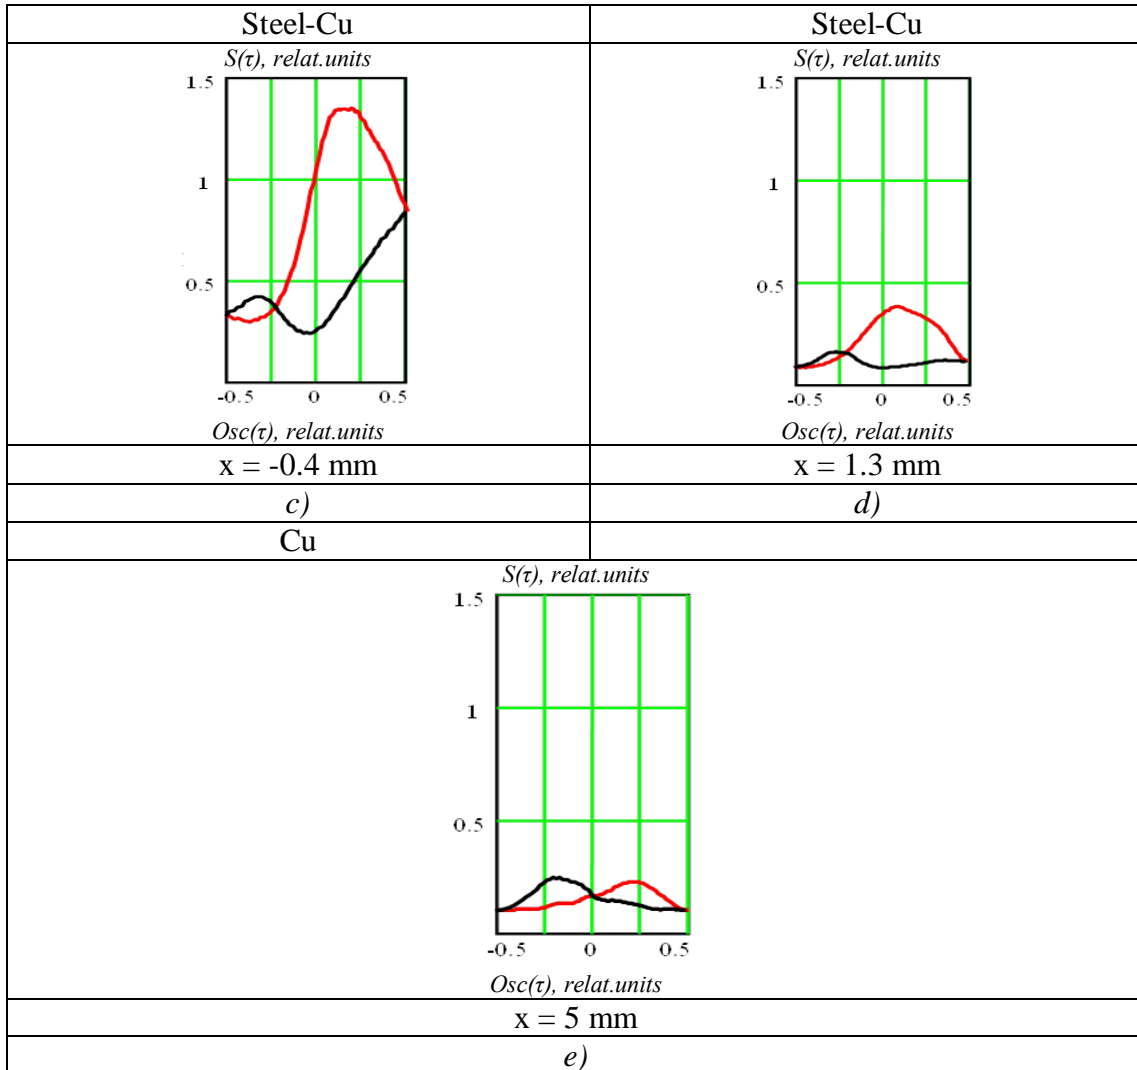 Steel-Cu Steel-Cu
S(τ), relat.units
1.5
1
0.5
-0.5 0 0.5
Osc(τ), relat.units
S(τ), relat.units
1.5
1
0.5
-0.5 0 0.5
Osc(τ), relat.units
x = -0.4 mm x = 1.3 mm
c) d)
Cu
S(τ), relat.units
1.5
1
0.5
-0.5 0 0.5
Osc(τ), relat.units
x = 5 mm
e)